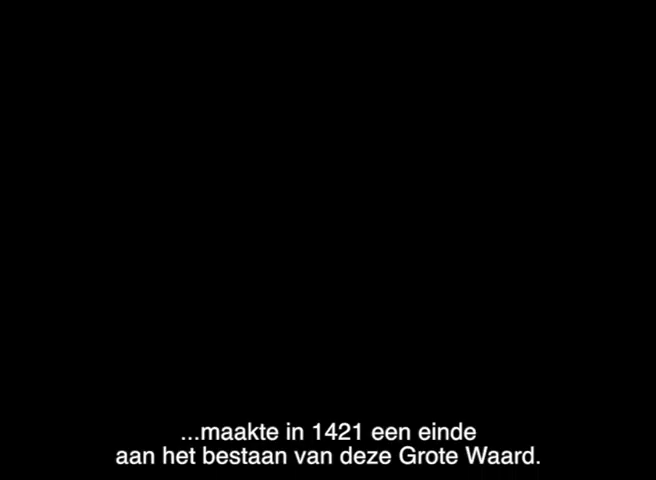 ...maakte in 1421 een einde
aan het bestaan van deze Grote Waard.